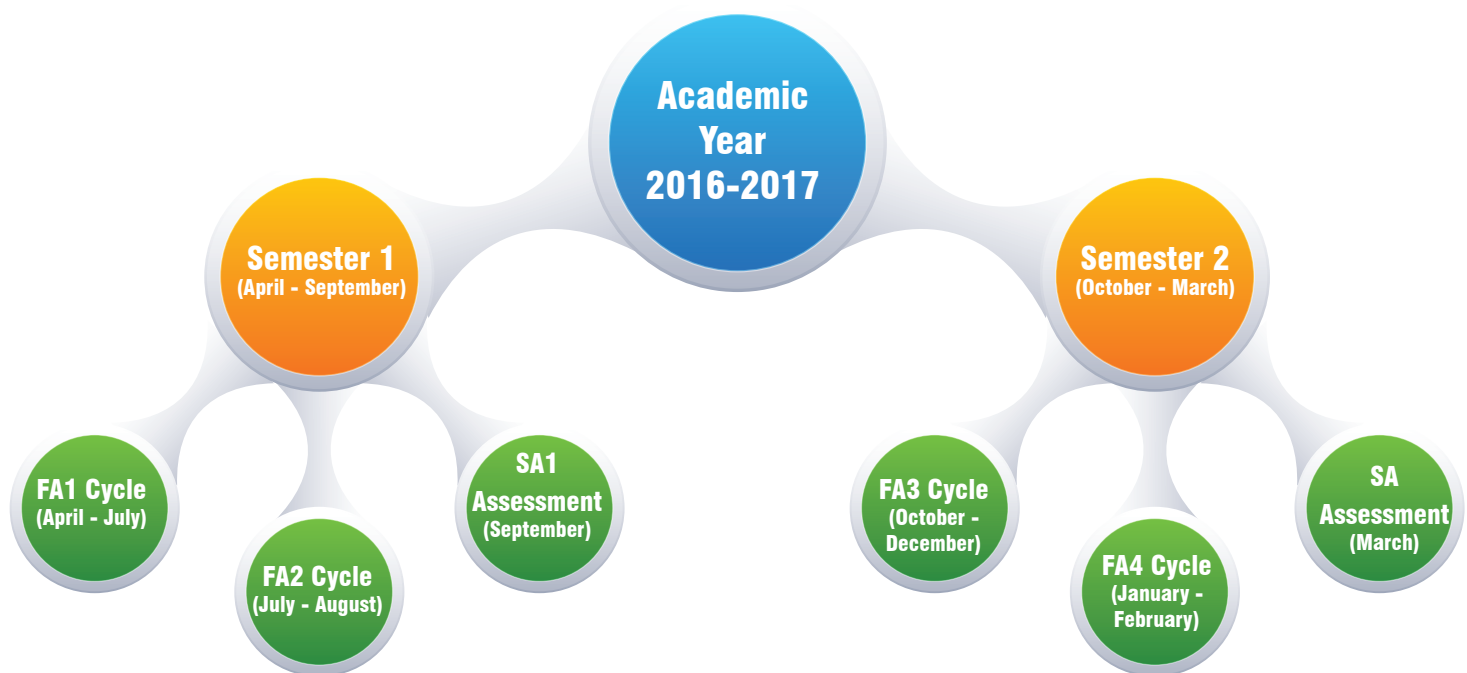 Academic
Year
2016-2017
Semester 1
(April - September)
Semester 2
(October - March)
FA1 Cycle
(April - July)
FA2 Cycle
(July - August)
SA1
Assessment
(September)
FA3 Cycle
(October -
December)
FA4 Cycle
(January -
February)
SA
Assessment
(March)